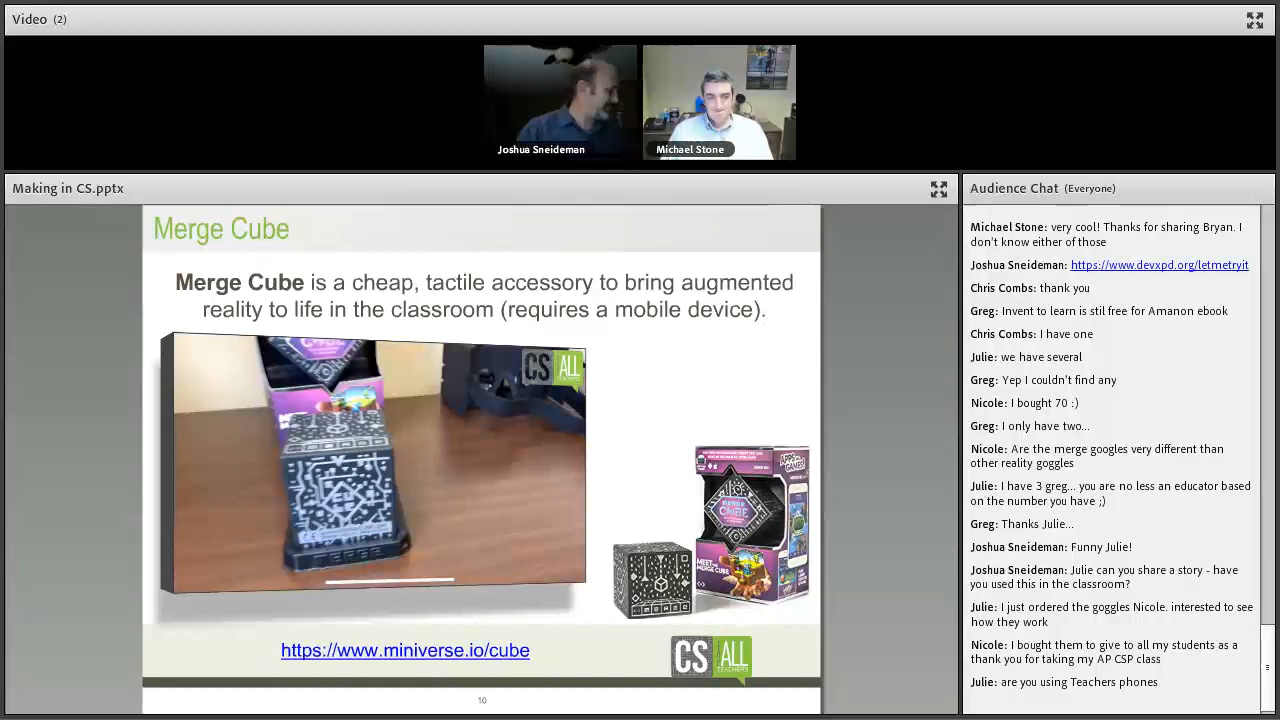 Video (2)
Joshua Sneideman
Michael Stone
Making in CS.pptx
Merge Cube
Merge Cube is a cheap, tactile accessory to bring augmented
reality to life in the classroom (requires a mobile device).
CS ALL
MERGE
APPS
GAMES!
CUBE
MEET THE
MERGE CUBE
https://www.miniverse.io/cube
CS ALL
TEACHERS
10
Audience Chat (Everyone)
Michael Stone: very cool! Thanks for sharing Bryan. I
don't know either of those
Joshua Sneideman: https://www.devxpd.org/letmetryit
Chris Combs: thank you
Greg: Invent to learn is stil free for Amanon ebook
Chris Combs: I have one
Julie: we have several
Greg: Yep I couldn't find any
Nicole: I bought 70 :)
Greg: I only have two...
Nicole: Are the merge googles very different than
other reality goggles
Julie: I have 3 greg... you are no less an educator based
on the number you have ;)
Greg: Thanks Julie...
Joshua Sneideman: Funny Julie!
Joshua Sneideman: Julie can you share a story - have
you used this in the classroom?
Julie: I just ordered the goggles Nicole. interested to see
how they work
Nicole: I bought them to give to all my students as a
thank you for taking my AP CSP class
Julie: are you using Teachers phones